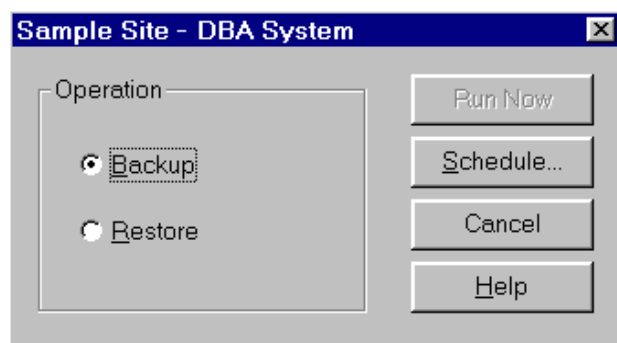 Sample Site - DBA System
Operation
Backup
Restore
Run Now
Schedule...
Cancel
Help